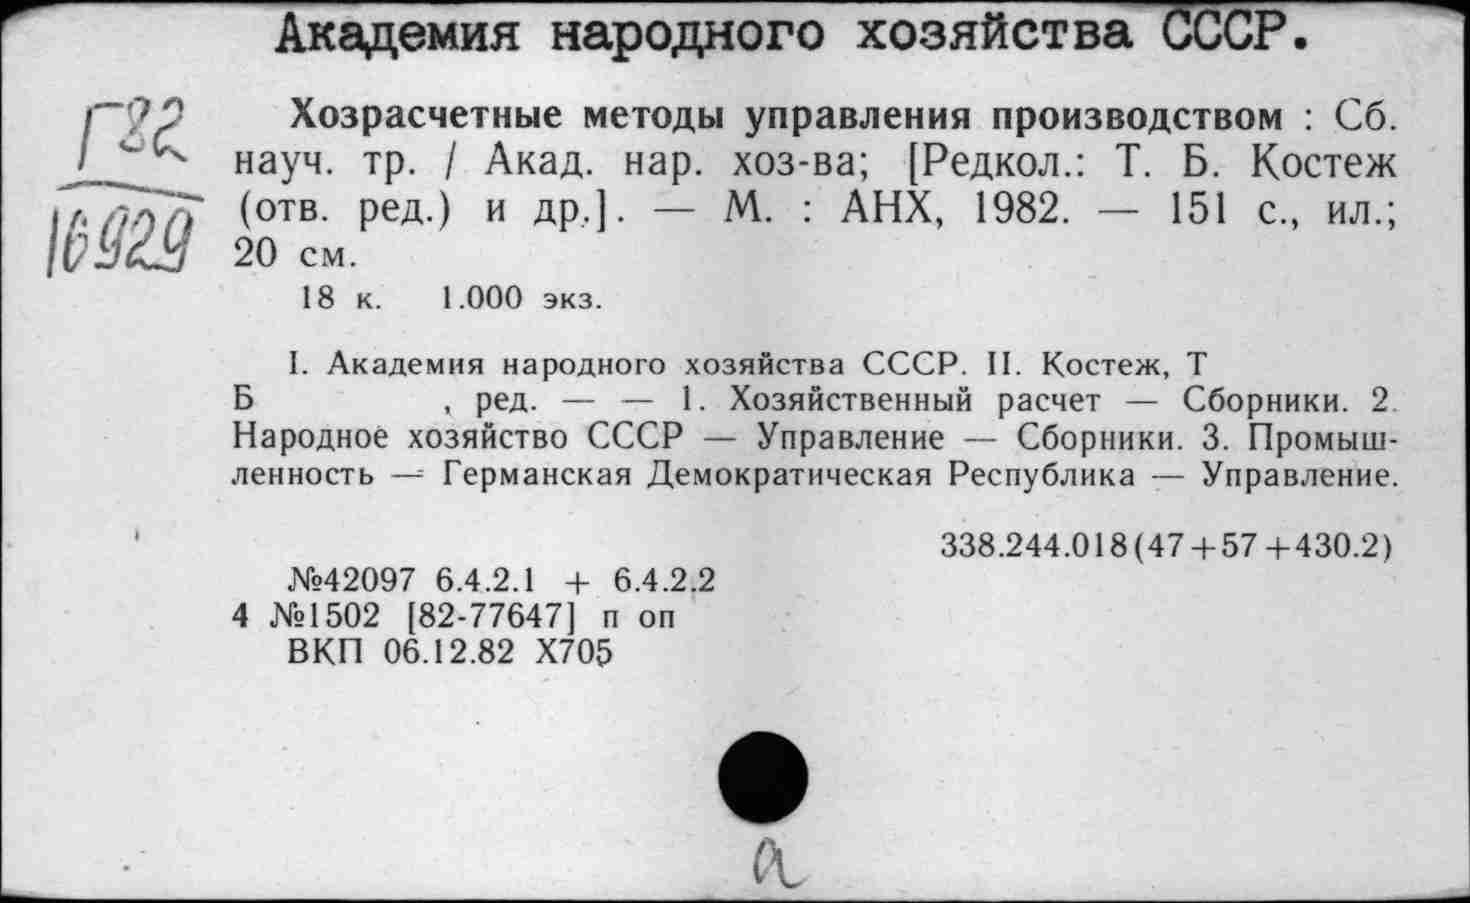 Академия народного хозяйства СССР.
Г82
16929
Хозрасчетные методы управления производством : Сб.
науч. тр. / Акад. нар. хоз-ва; [Редкол.: Т. Б. Костеж
(отв. ред.) и др.]. — М. : АНХ, 1982. — 151 с., ил.;
20 см.
18 к. 1.000 экз.
I. Академия народного хозяйства СССР. II. Костеж, Т
Б , ред. — — 1. Хозяйственный расчет — Сборники. 2.
Народное хозяйство СССР — Управление — Сборники. 3. Промыш-
ленность — Германская Демократическая Республика — Управление.
338.244.018(47+57+430.2)
№42097 6.4.2.1 + 6.4.2.2
4 №1502 [82-77647] п оп
ВКП 06.12.82 Х705
а